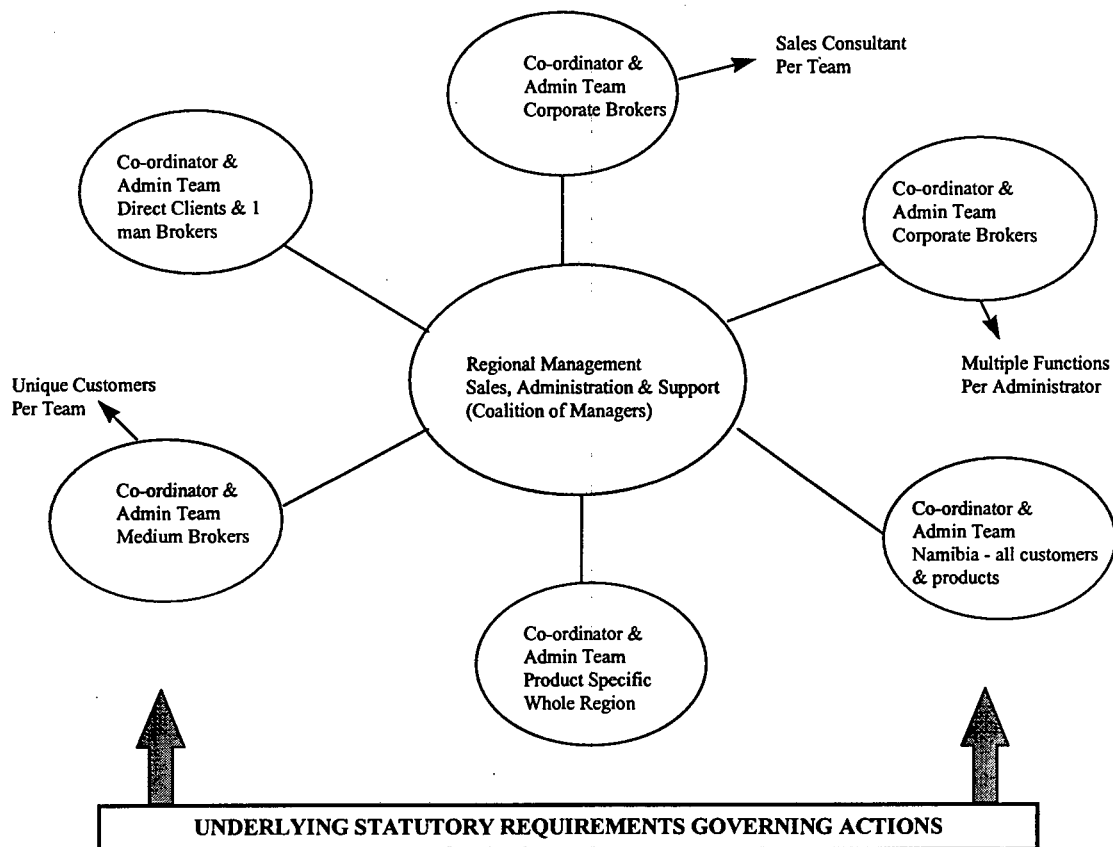 Sales Consultant
Per Team
Co-ordinator &
Admin Team
Corporate Brokers
Co-ordinator &
Admin Team
Direct Clients & 1
man Brokers
Co-ordinator &
Admin Team
Corporate Brokers
Regional Management
Sales, Administration & Support
(Coalition of Managers)
Multiple Functions
Per Administrator
Unique Customers
Per Team
Co-ordinator &
Admin Team
Medium Brokers
Co-ordinator &
Admin Team
Namibia - all customers
& products
Co-ordinator &
Admin Team
Product Specific
Whole Region
UNDERLYING STATUTORY REQUIREMENTS GOVERNING ACTIONS